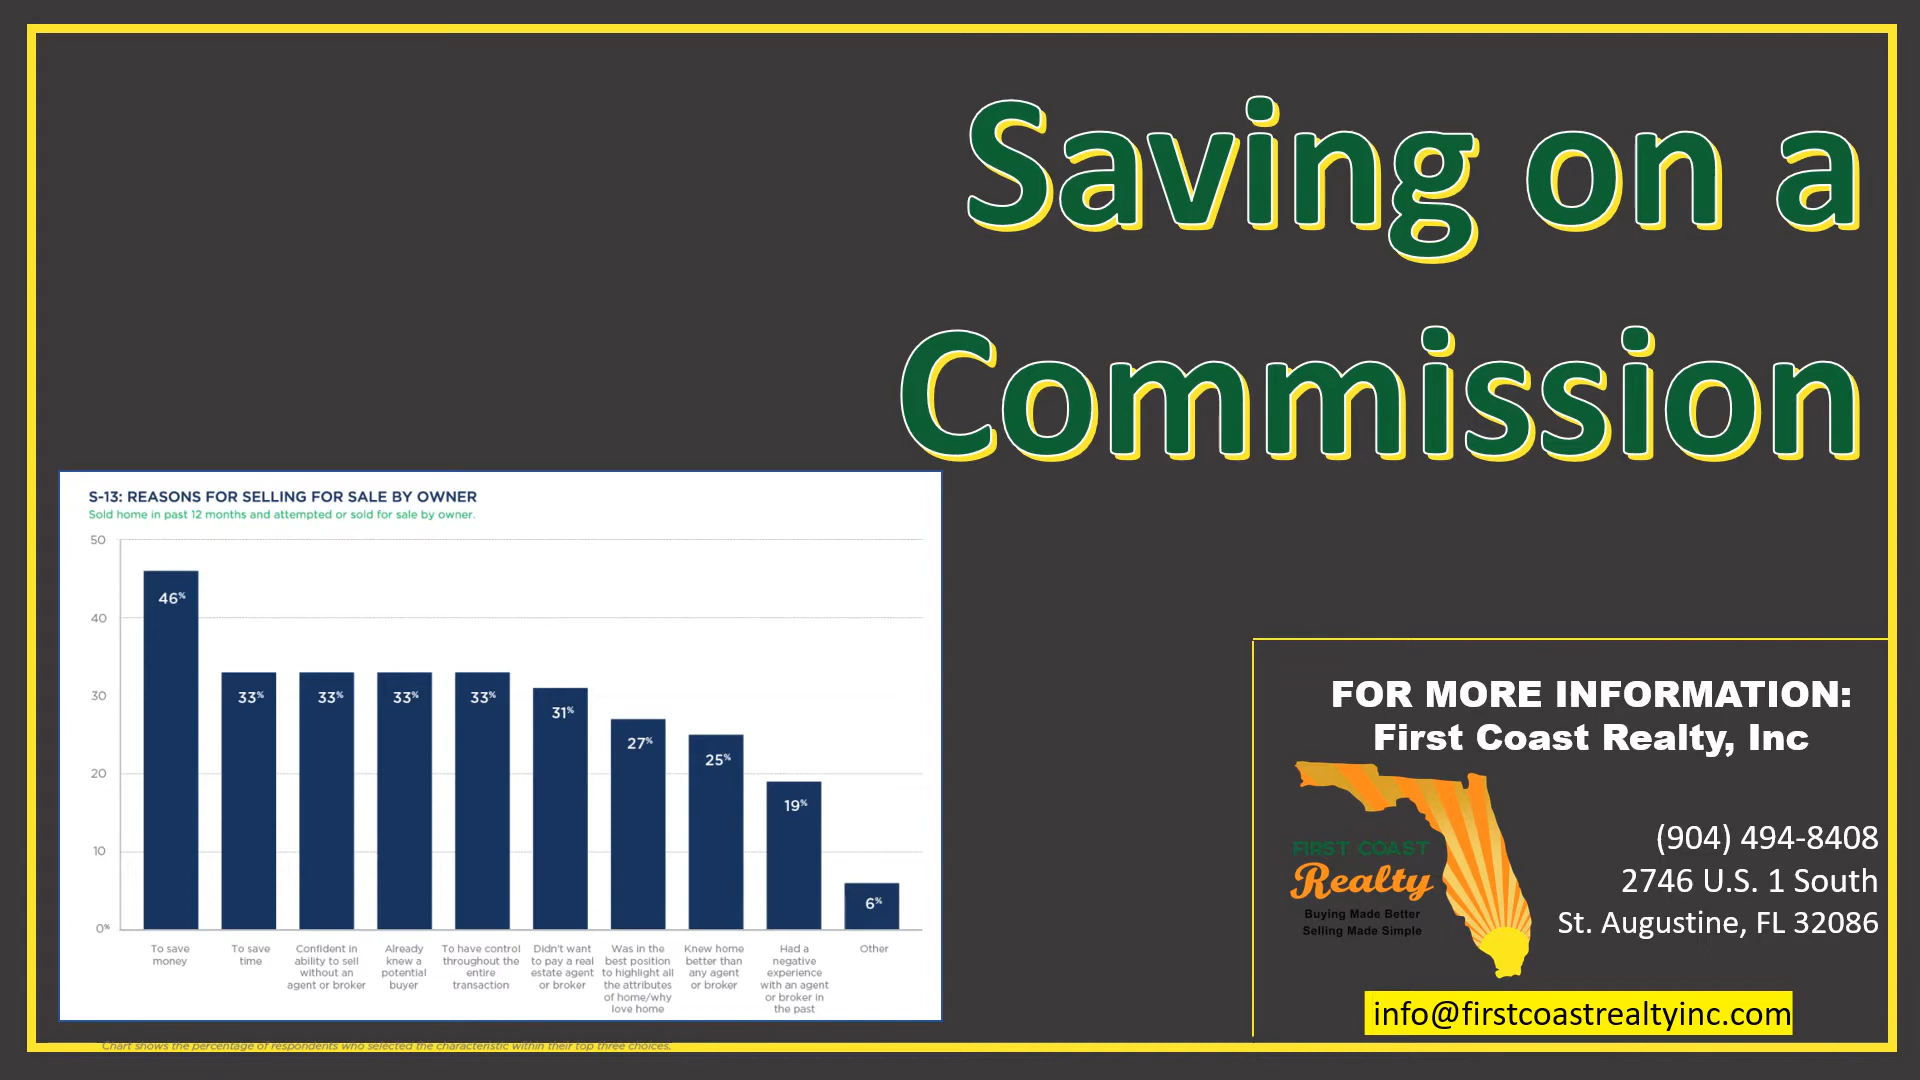 Saving on a
Commission
S-13: REASONS FOR SELLING FOR SALE BY OWNER
Sold home in past 12 months and attempted or sold for sale by owner.
50
40
30
20
10
0%
46%
33%
33%
33%
33%
31%
27%
25%
19%
6%
To save
money
To save
time
Confident in
ability to sell
without an
agent or broker
Already
knew a
potential
buyer
To have control
throughout the
entire
transaction
Didn't want
to pay a real
estate agent
or broker
Was in the
best position
to highlight all
the attributes
of home/why
love home
Knew home
better than
any agent
or broker
Had a
negative
experience
with an agent
or broker in
the past
Other
Chart shows the percentage of respondents who selected the characteristic within their top three choices.
FOR MORE INFORMATION:
First Coast Realty, Inc
FIRST COAST
Realty
Buying Made Better
Selling Made Simple
(904) 494-8408
2746 U.S. 1 South
St. Augustine, FL 32086
info@firstcoastrealtyinc.com